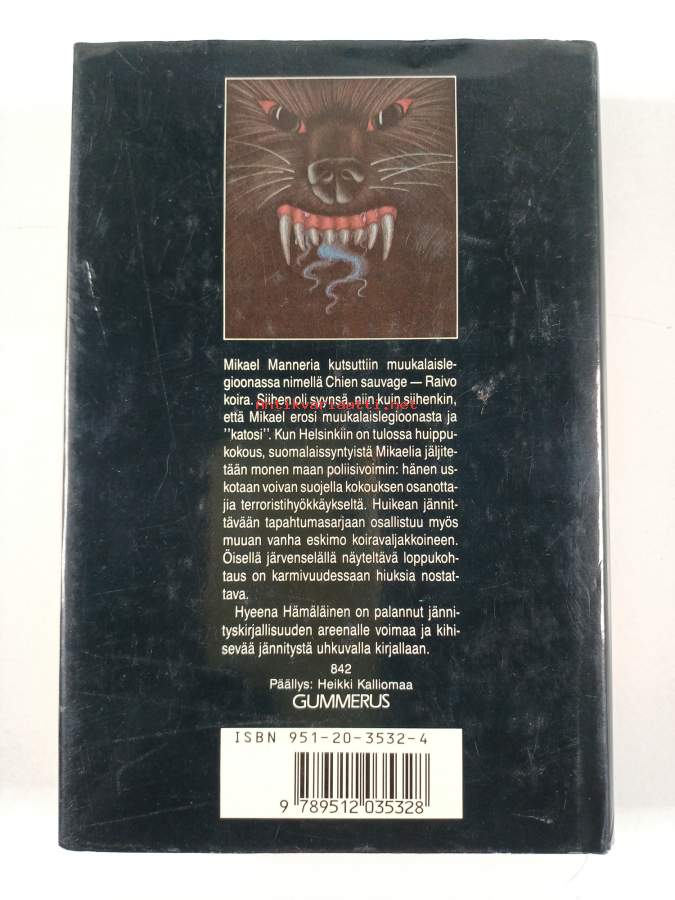 Mikael Manneria kutsuttiin muukalaisle-
gioonassa nimellä Chien sauvage — Raivo
koira. Siihen oli syynsä, niin kuin siihenkin,
Antikvariaatti.net
että Mikael erosi muukalaislegioonasta ja
"katosi". Kun Helsinkiin on tulossa huippu-
kokous, suomalaissyntyistä Mikaelia jäljite-
tään monen maan poliisivoimin: hänen us-
kotaan voivan suojella kokouksen osanotta-
jia terroristihyökkäykseltä. Huikean jännit-
tävään tapahtumasarjaan osallistuu myös
muuan vanha eskimo koiravaljakkoineen.
Öisellä järvenselällä näyteltävä loppukoh-
taus on karmivuudessaan hiuksia nostat-
tava.
Hyeena Hämäläinen on palannut jänni-
tyskirjallisuuden areenalle voimaa ja kihi-
sevää jännitystä uhkuvalla kirjallaan.
842
Päällys: Heikki Kalliomaa
GUMMERUS
ISBN 951-20-3532-4
9 789512 035328